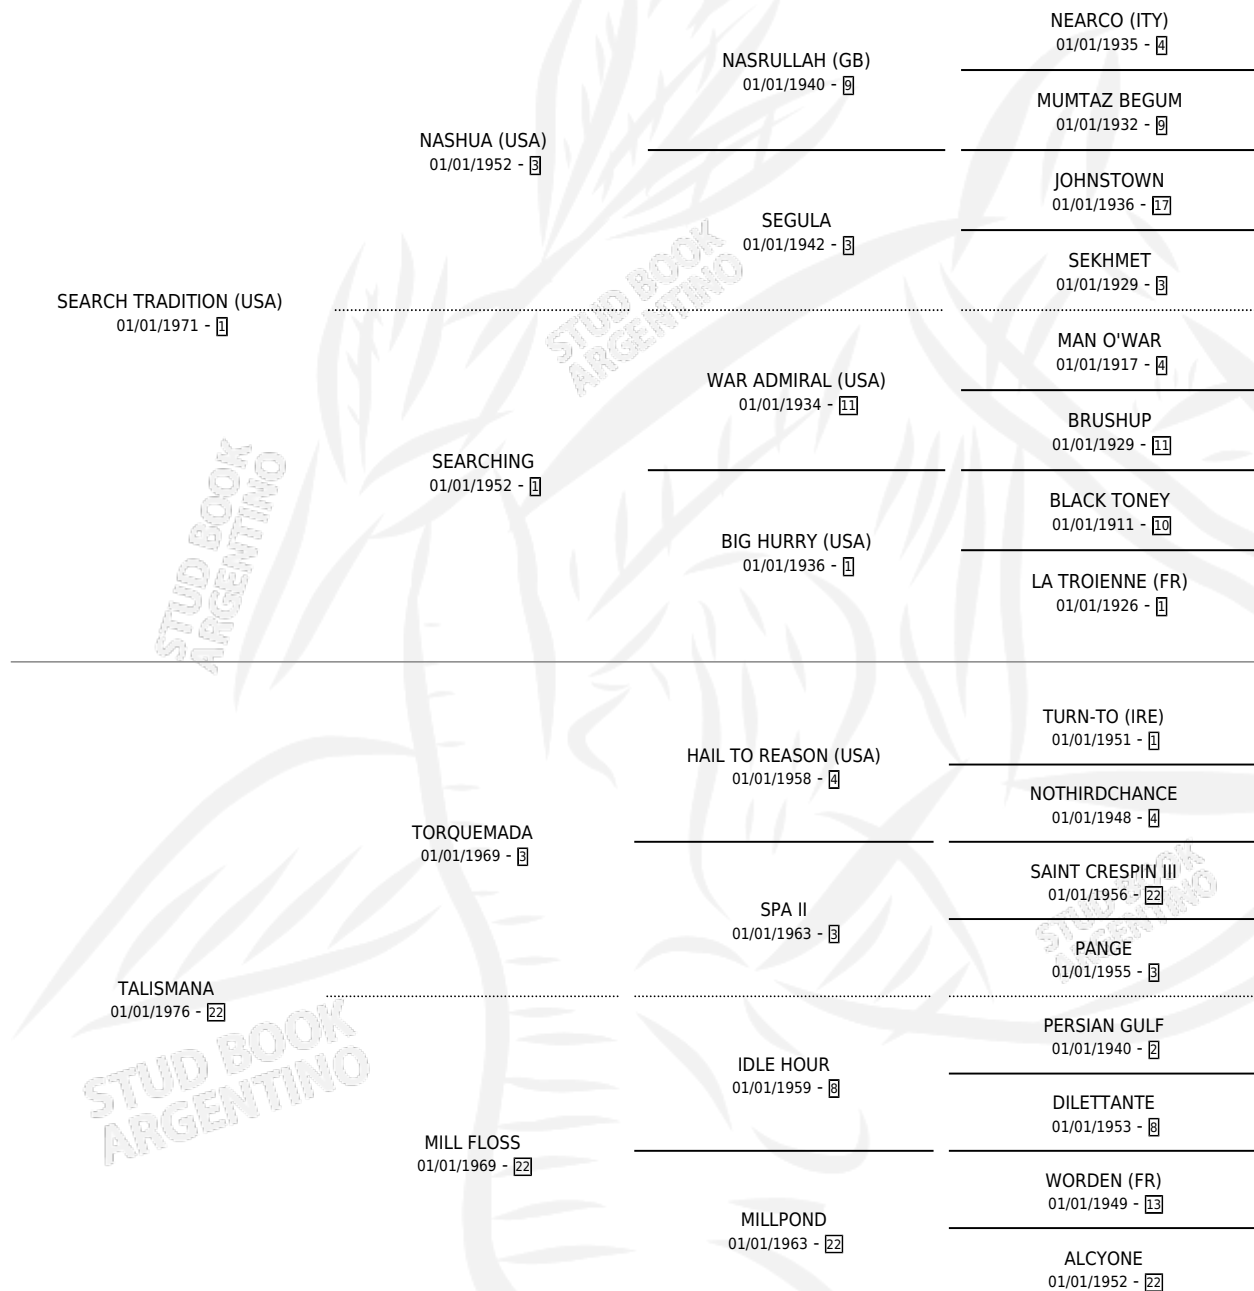 NEARCO (ITY)
01/01/1935 - 4
NASRULLAH (GB)
01/01/1940 - 9
MUMTAZ BEGUM
01/01/1932 - 9
NASHUA (USA)
01/01/1952 - 3
JOHNSTOWN
01/01/1936 - 17
SEGULA
01/01/1942 - 3
SEKHMET
01/01/1929 - 3
SEARCH TRADITION (USA)
01/01/1971 - 1
MAN O'WAR
01/01/1917 - 4
WAR ADMIRAL (USA)
01/01/1934 - 11
BRUSHUP
01/01/1929 - 11
SEARCHING
01/01/1952 - 1
BLACK TONEY
01/01/1911 - 10
BIG HURRY (USA)
01/01/1936 - 1
LA TROIENNE (FR)
01/01/1926 - 1
TURN-TO (IRE)
01/01/1951 - 1
HAIL TO REASON (USA)
01/01/1958 - 4
NOTHIRDCHANCE
01/01/1948 - 4
TORQUEMADA
01/01/1969 - 3
SAINT CRESPIN III
01/01/1956 - 22
SPA II
01/01/1963 - 3
PANGE
01/01/1955 - 3
TALISMANA
01/01/1976 - 22
PERSIAN GULF
01/01/1940 - 2
IDLE HOUR
01/01/1959 - 8
DILETTANTE
01/01/1953 - 8
MILL FLOSS
01/01/1969 - 22
WORDEN (FR)
01/01/1949 - 13
MILLPOND
01/01/1963 - 22
ALCYONE
01/01/1952 - 22
STUD BOOK
ARGENTINO
STUD BOOK
ARGENTINO
STUD BOOK
ARGENTINO
STUD BOOK
ARGENTINO